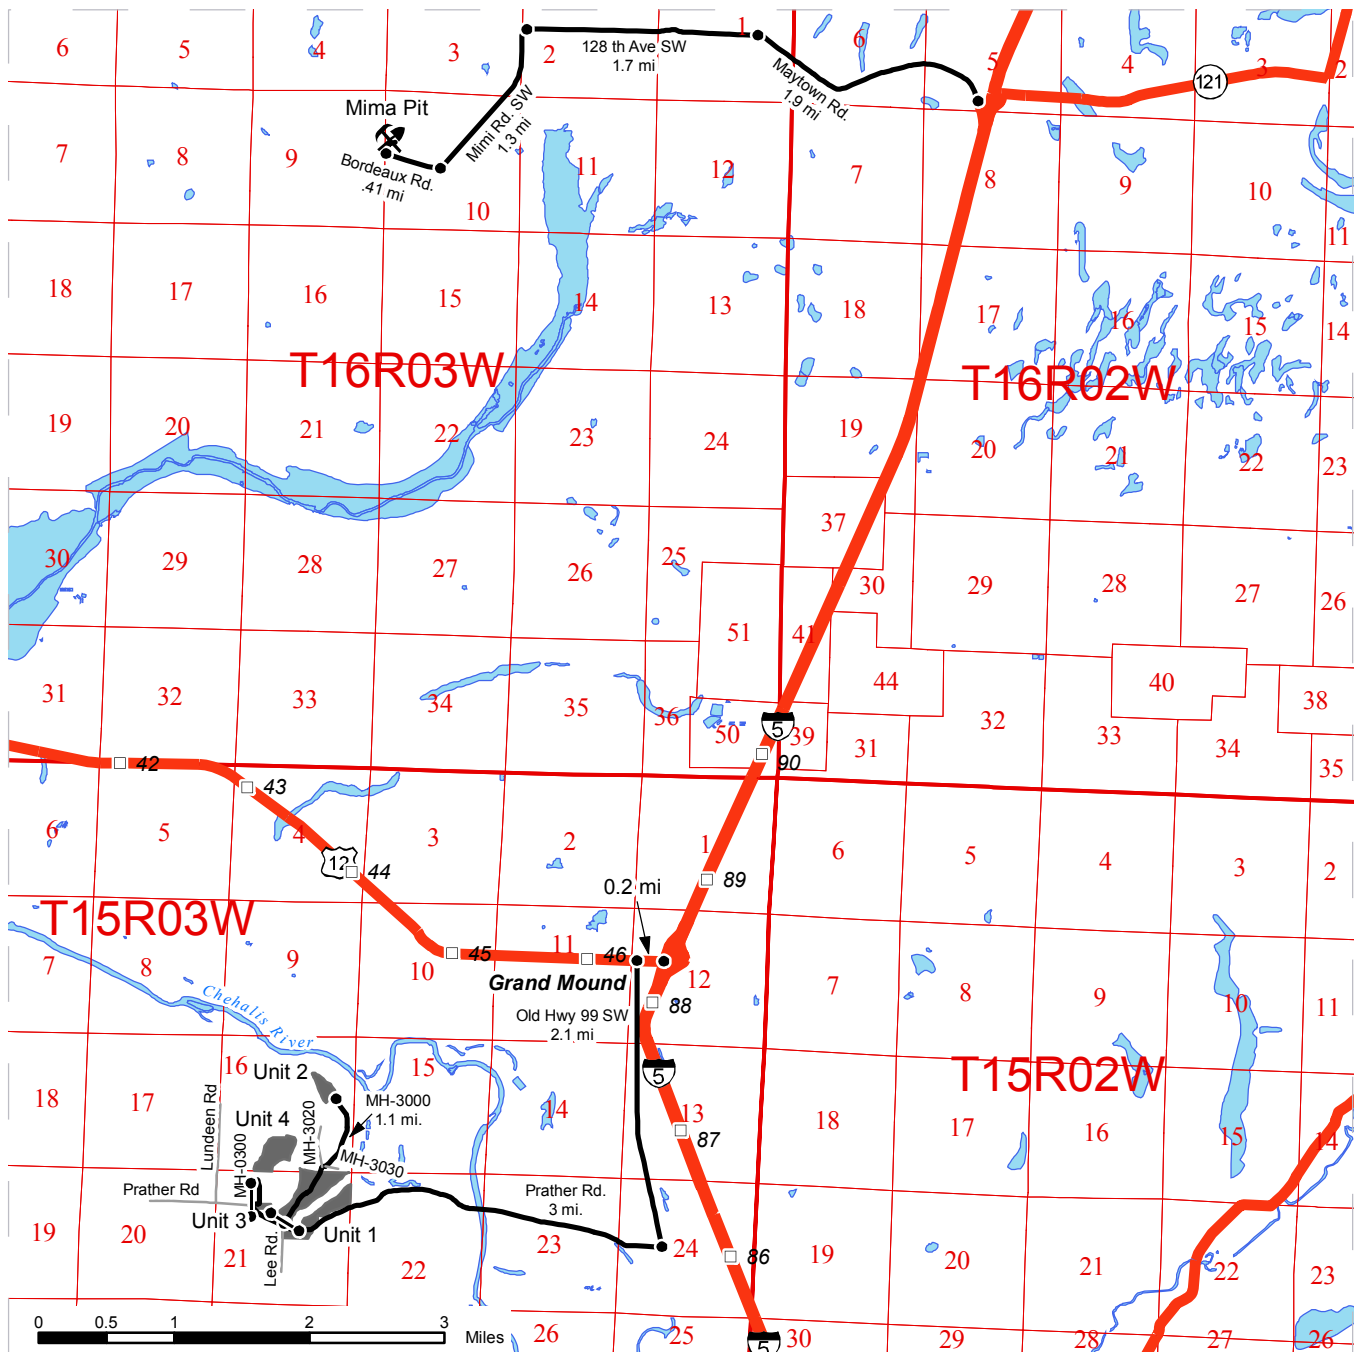 6 5 4 3 2 1 6 5 4 3 2
128 th Ave SW
1.7 mi
Maytown Rd.
1.9 mi
121
Mima Pit
Mimi Rd. SW
1.3 mi
Bordeaux Rd.
.41 mi
7 8 9 10 11 12 7 8 9 10 11
18 17 16 15 14 13 18 17 16 15 14
T16R03W
T16R02W
19 20 21 22 23 24 19 20 21 22 23
37
30 29 28 27 26 25 30 29 28 27 26
51 41
44 40 38
31 32 33 34 35 36 50 39 31 32 33 34 35
5
90
42
43
6 5 4 3 2 1 6 5 4 3 2
12
44
89
0.2 mi
T15R03W
45
46
7 8 9 10 11 12 7 8 9 10 11
Grand Mound
88
Chehalis River
Old Hwy 99 SW
2.1 mi
5
T15R02W
18 17 16 15 14 13 18 17 16 15 14
Unit 2
MH-3000
1.1 mi.
Lundeen Rd
Unit 4
MH-3020
MH-3030
87
MH-0300
Prather Rd
Prather Rd.
3 mi.
Unit 3
Unit 1
Lee Rd.
19 20 21 22 23 24 19 20 21 22 23
86
26 25 30 29 28 27 26
5
0 0.5 1 2 3
Miles